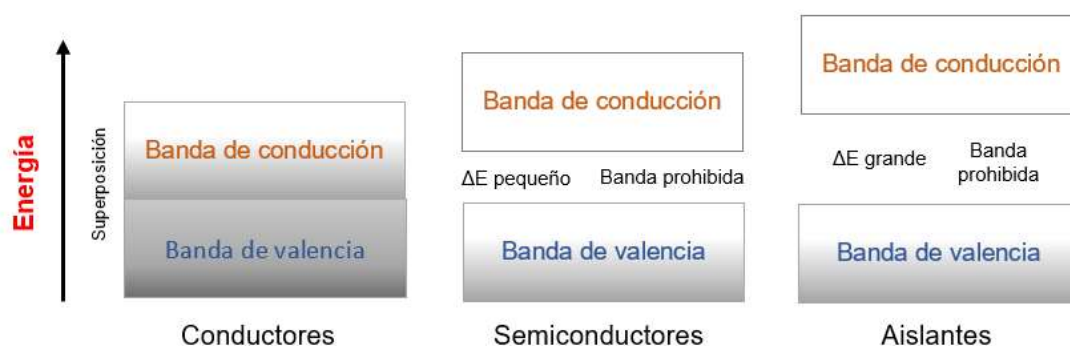 Energía
Superposición
Banda de conducción
Banda de valencia
Conductores
Banda de conducción
ΔE pequeño Banda prohibida
Banda de valencia
Semiconductores
Banda de conducción
ΔE grande
Banda
prohibida
Banda de valencia
Aislantes